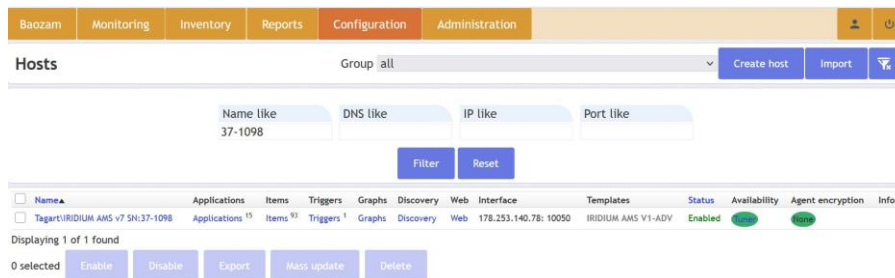 Baozam Monitoring Inventory Reports Configuration Administration
Hosts Group all Create host Import
Name like DNS like IP like Port like
37-1098
Filter Reset
Name▲ Applications Items Triggers Graphs Discovery Web Interface Templates Status Availability Agent encryption Info
Tagart\IRIDIUM AMS v7 SN:37-1098 Applications 15 Items 93 Triggers 1 Graphs Discovery Web 178.253.140.78: 10050 IRIDIUM AMS V1-ADV Enabled Tuner None
Displaying 1 of 1 found
0 selected Enable Disable Export Mass update Delete